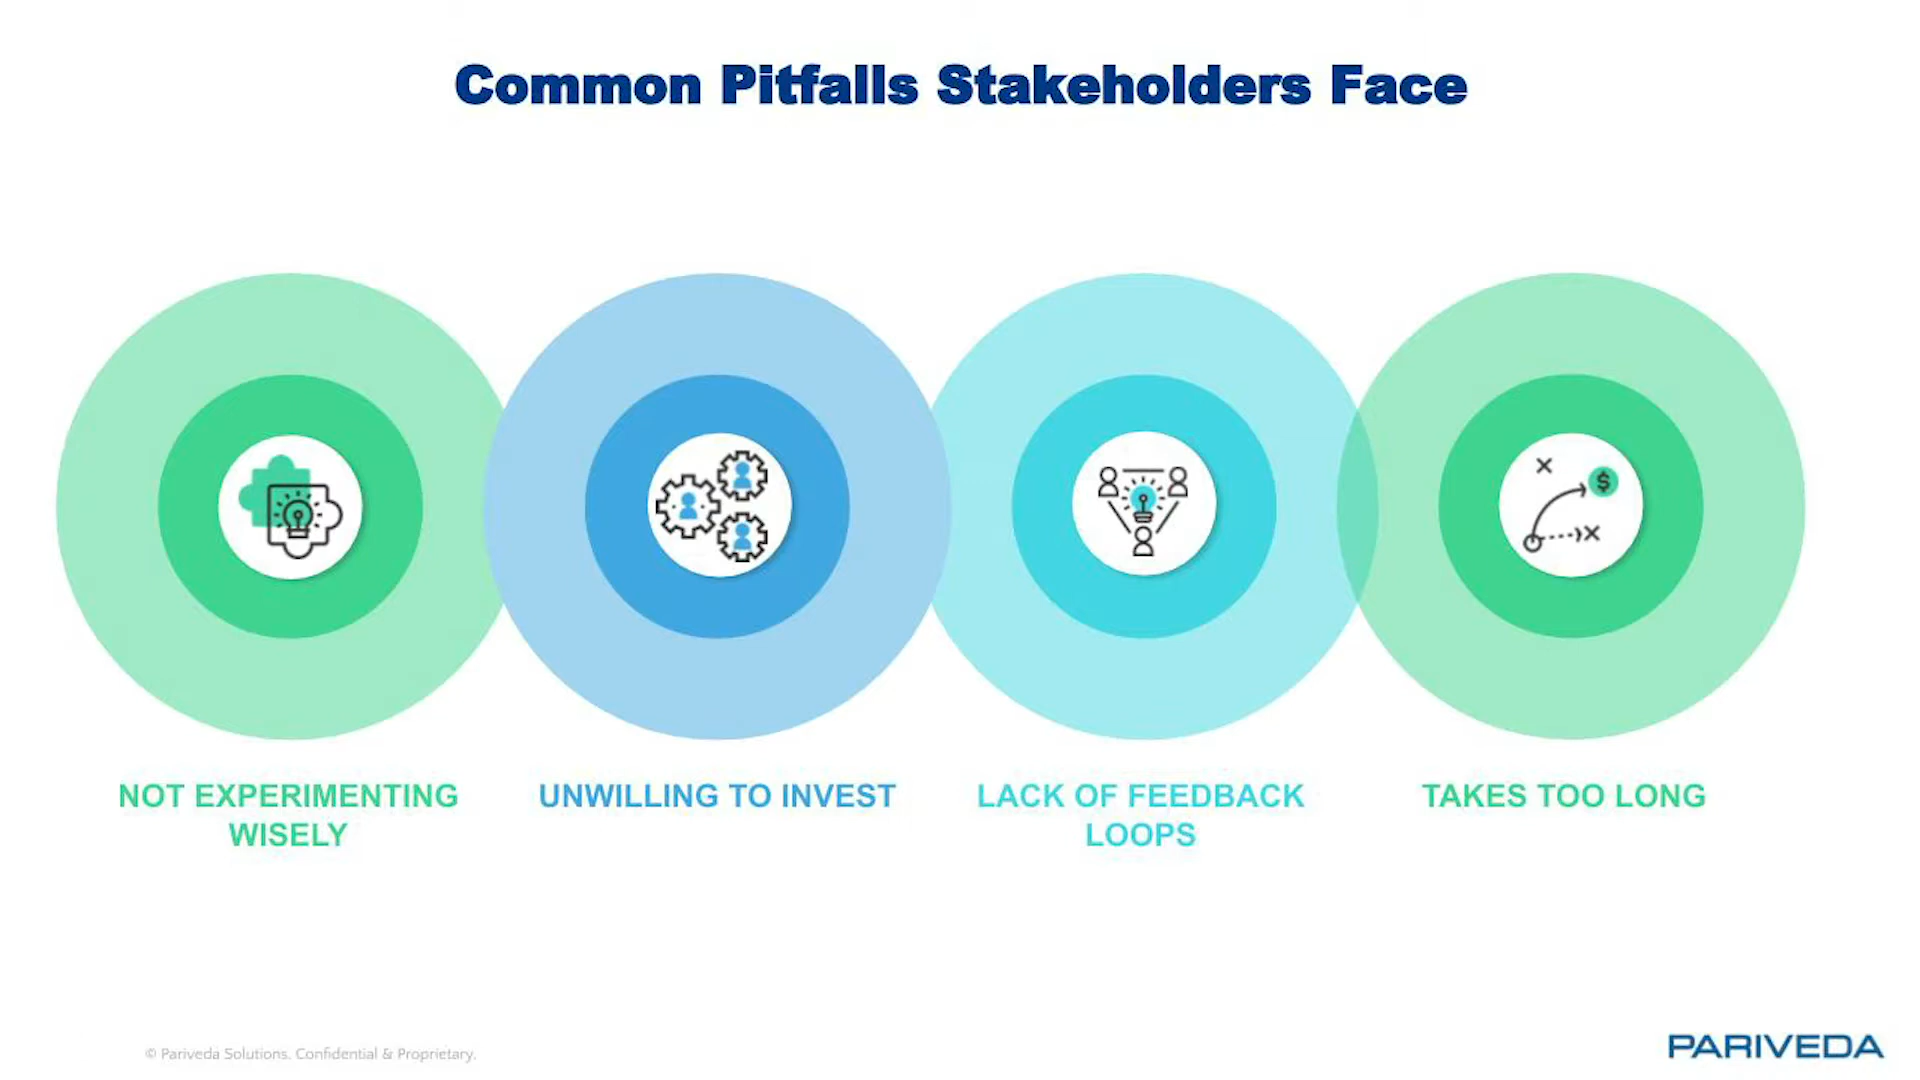 Common Pitfalls Stakeholders Face
$
NOT EXPERIMENTING
WISELY
UNWILLING TO INVEST
LACK OF FEEDBACK
LOOPS
TAKES TOO LONG
© Pariveda Solutions. Confidential & Proprietary.
PARIVEDA